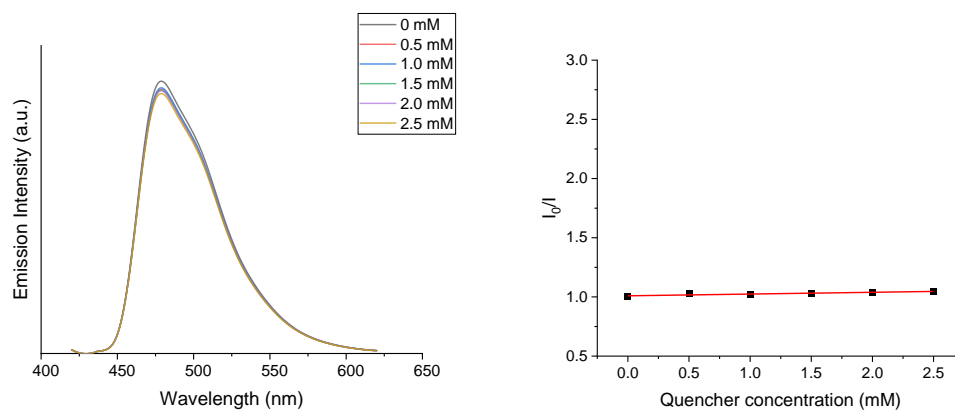 0 mM
0.5 mM
1.0 mM
1.5 mM
2.0 mM
2.5 mM
Emission Intensity (a.u.)
400 450 500 550 600 650
Wavelength (nm)
3.0
2.5
2.0
1.5
1.0
0.5
I₀/I
0.0 0.5 1.0 1.5 2.0 2.5
Quencher concentration (mM)